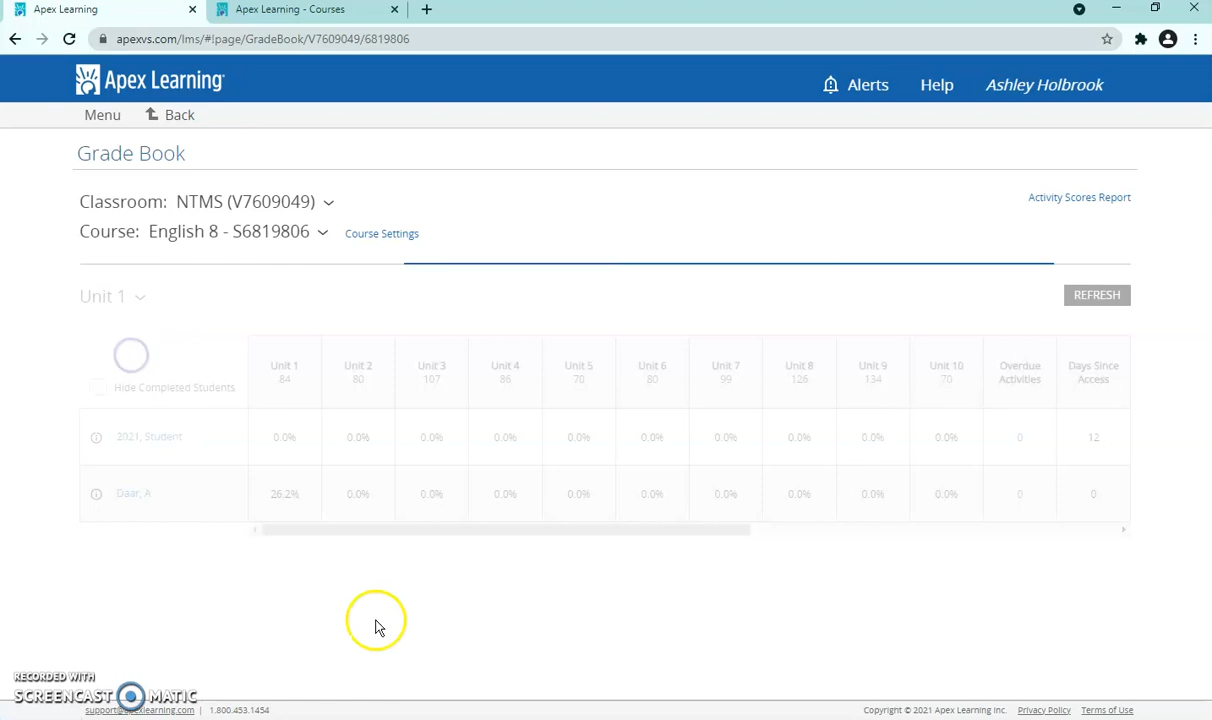 Apex Learning
Apex Learning - Courses
apexvs.com/lms/#!page/GradeBook/V7609049/6819806
Apex Learning
Alerts Help Ashley Holbrook
Menu Back
Grade Book
Classroom: NTMS (V7609049)
Activity Scores Report
Course: English 8 - S6819806 Course Settings
Unit 1
REFRESH
Hide Completed Students
Unit 1 Unit 2 Unit 3 Unit 4 Unit 5 Unit 6 Unit 7 Unit 8 Unit 9 Unit 10 Overdue Activities Days Since Access
84 80 107 86 70 80 99 126 134 70
2021, Student 0.0% 0.0% 0.0% 0.0% 0.0% 0.0% 0.0% 0.0% 0.0% 0.0% 0 12
Daar, A 26.2% 0.0% 0.0% 0.0% 0.0% 0.0% 0.0% 0.0% 0.0% 0.0% 0 0
RECORDED WITH
SCREENCAST MATIC
support@apexlearning.com | 1.800.453.1454
Copyright © 2021 Apex Learning Inc. Privacy Policy Terms of Use